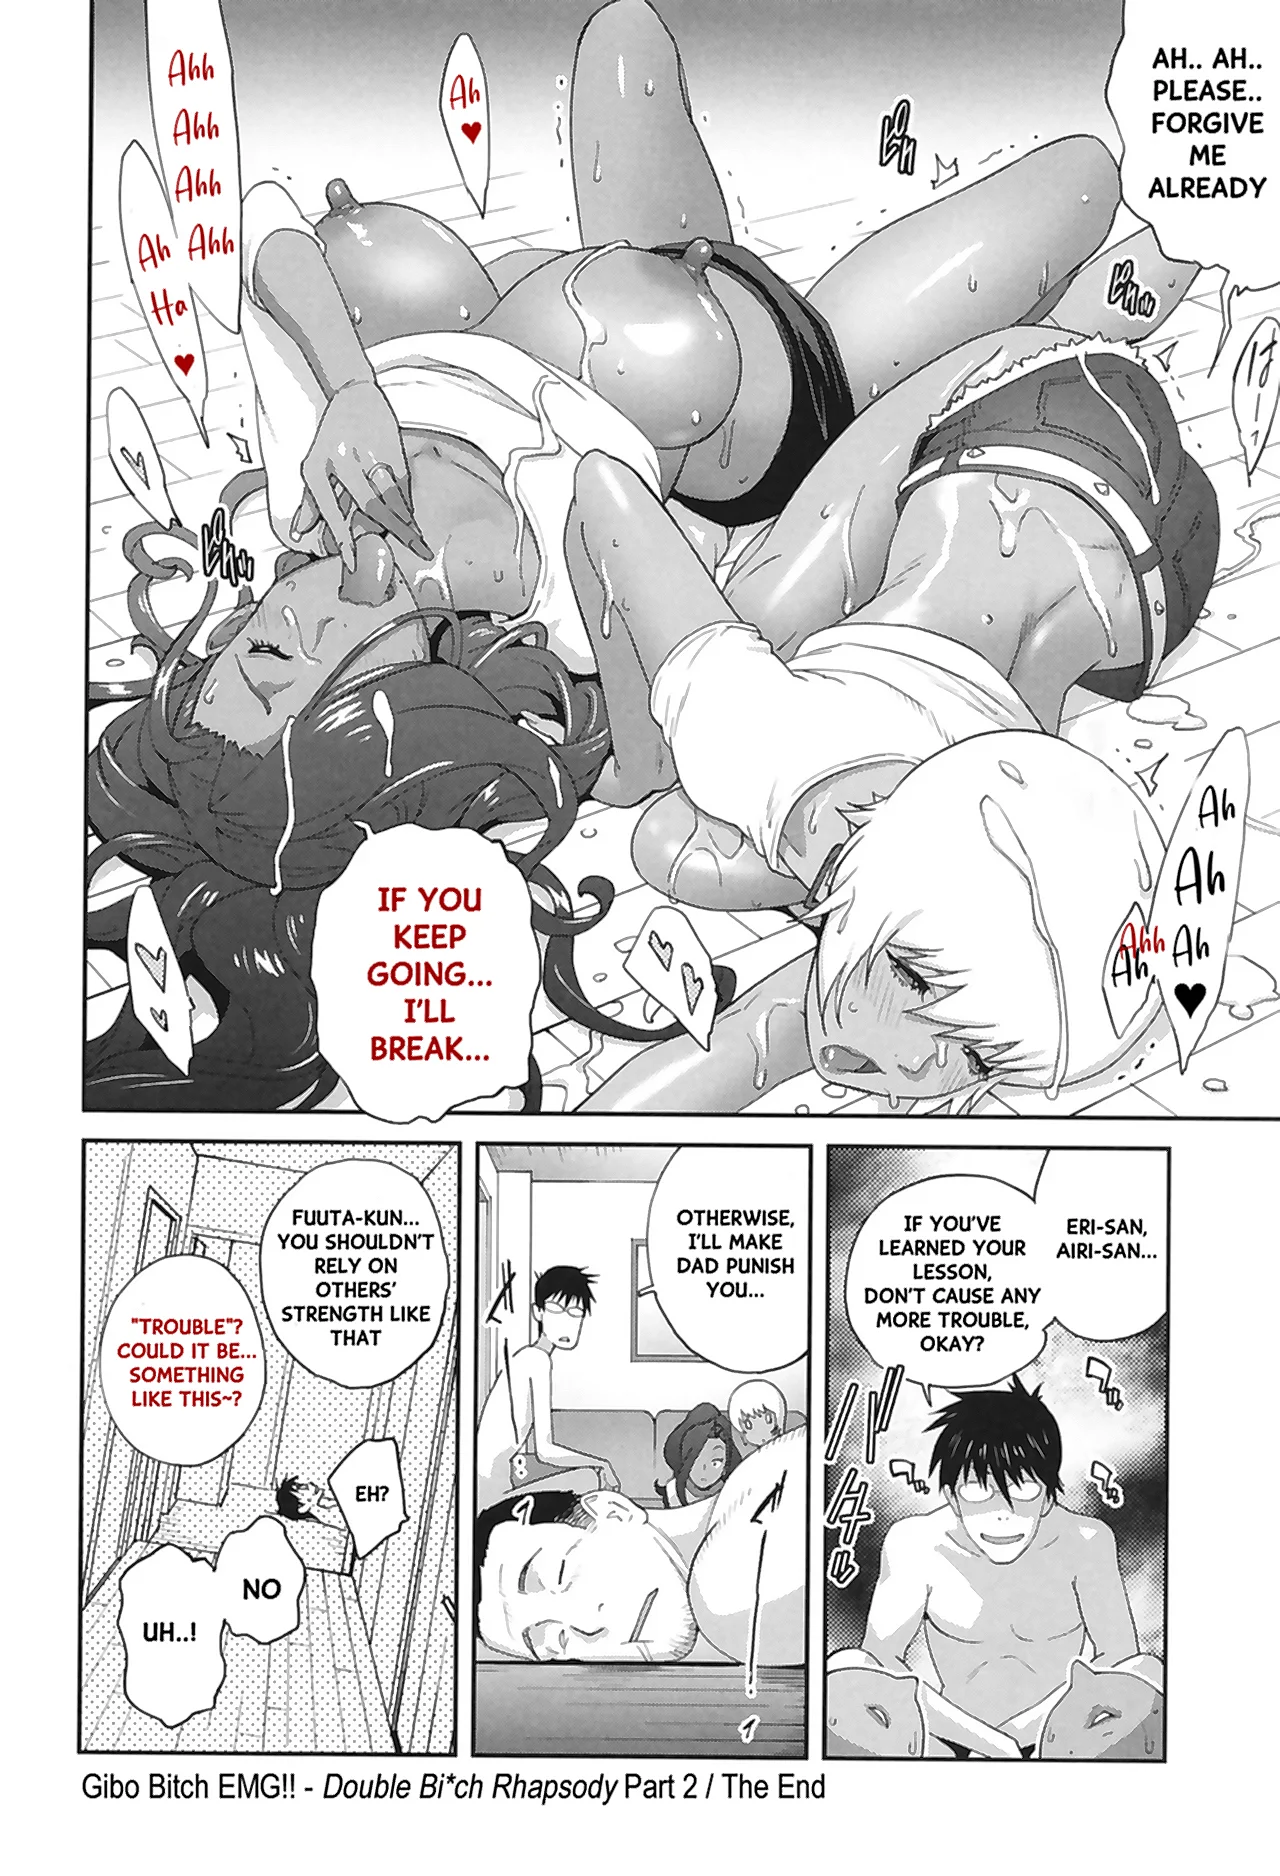 AH.. AH..
PLEASE..
FORGIVE
ME
ALREADY
Ah
♥
Ahh
Ahh
Ahh
Ahh
Ah
Ha
♥
は
IF YOU
KEEP
GOING...
I'LL
BREAK...
Ah
Ah
Ah
♥
Ahh
Ah
ERI-SAN,
AIRI-SAN...
IF YOU'VE
LEARNED YOUR
LESSON,
DON'T CAUSE ANY
MORE TROUBLE,
OKAY?
OTHERWISE,
I'LL MAKE
DAD PUNISH
YOU...
FUUTA-KUN...
YOU SHOULDN'T
RELY ON
OTHERS'
STRENGTH LIKE
THAT
"TROUBLE"?
COULD IT BE...
SOMETHING
LIKE THIS~?
EH?
NO
UH..!
Gibo Bitch EMG!! - Double Bi*ch Rhapsody Part 2 / The End